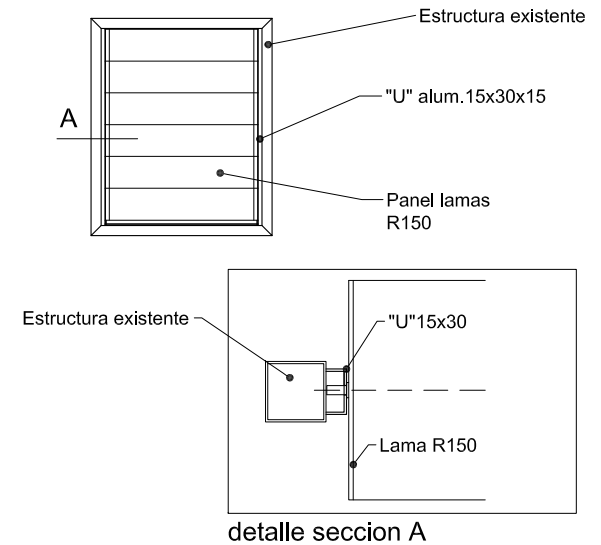 Estructura existente
"U" alum.15x30x15
A
Panel lamas
R150
Estructura existente
"U"15x30
Lama R150
detalle seccion A